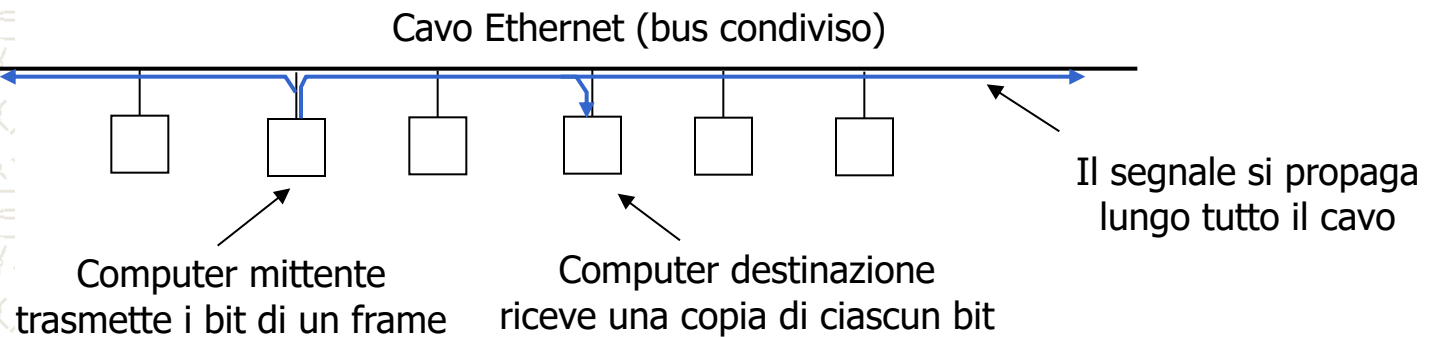 Cavo Ethernet (bus condiviso)
Il segnale si propaga
lungo tutto il cavo
Computer mittente
trasmette i bit di un frame
Computer destinazione
riceve una copia di ciascun bit